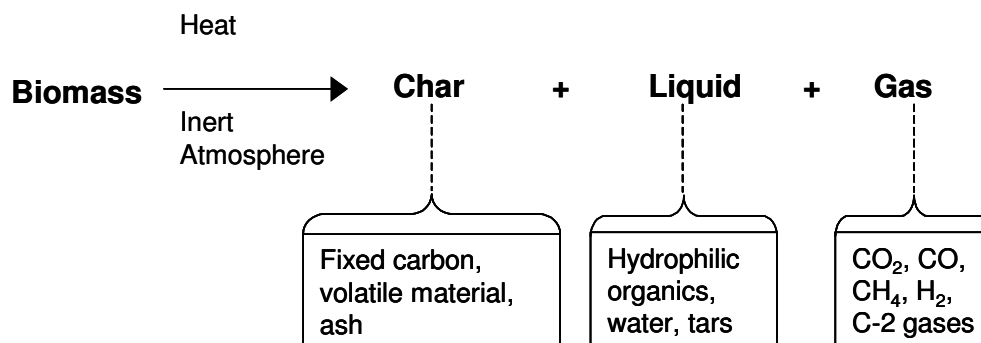 Heat
Biomass Char + Liquid + Gas
Inert
Atmosphere
Fixed carbon,
volatile material,
ash
Hydrophilic
organics,
water, tars
CO₂, CO,
CH₄, H₂,
C-2 gases